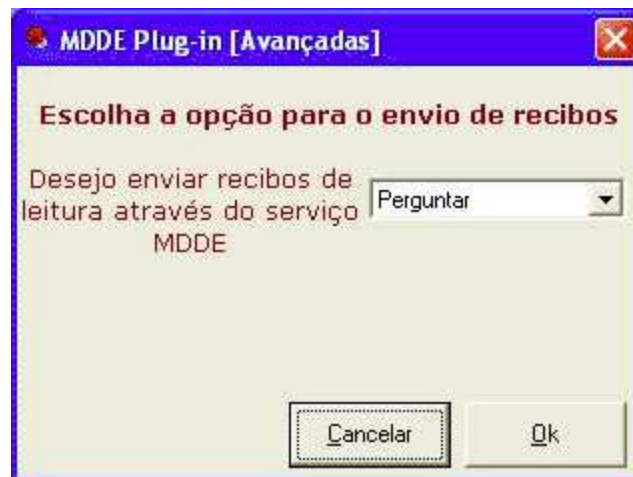 MDDE Plug-in [Avançadas]
Escolha a opção para o envio de recibos
Desejo enviar recibos de
leitura através do serviço
MDDE
Perguntar
Cancelar
Ok